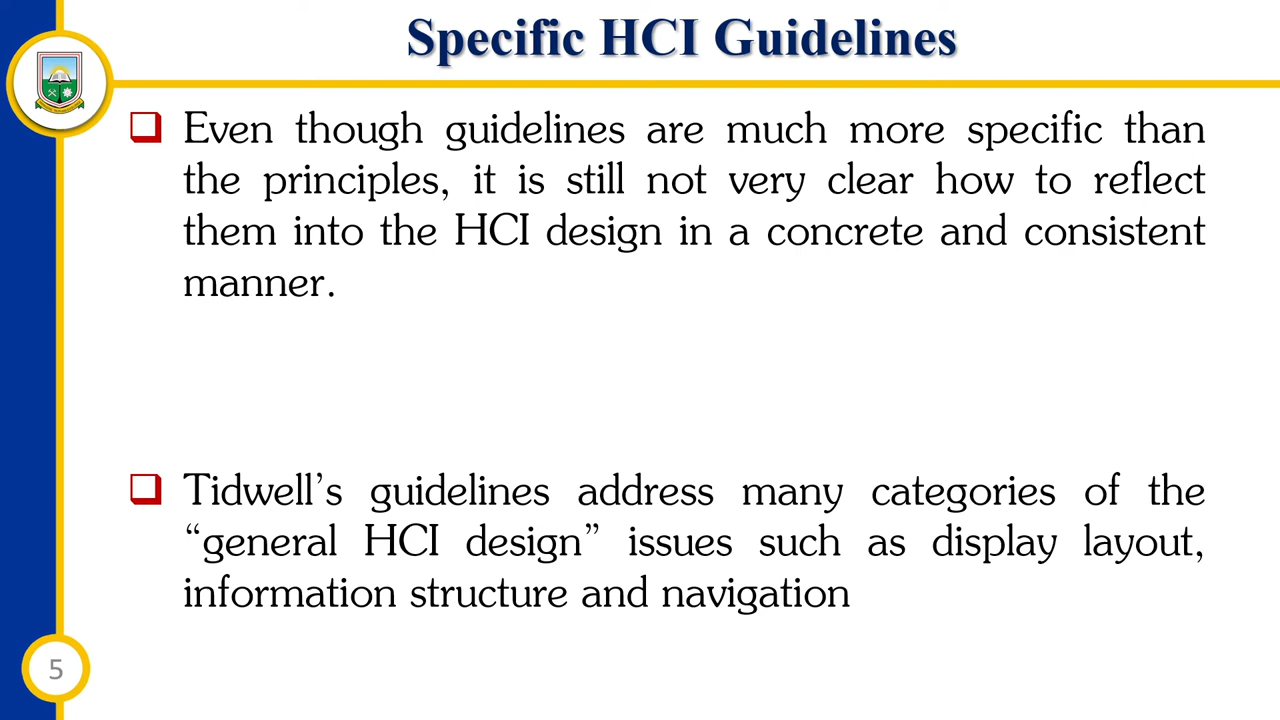 Specific HCI Guidelines
Even though guidelines are much more specific than
the principles, it is still not very clear how to reflect
them into the HCI design in a concrete and consistent
manner.
Tidwell’s guidelines address many categories of the
“general HCI design” issues such as display layout,
information structure and navigation
5